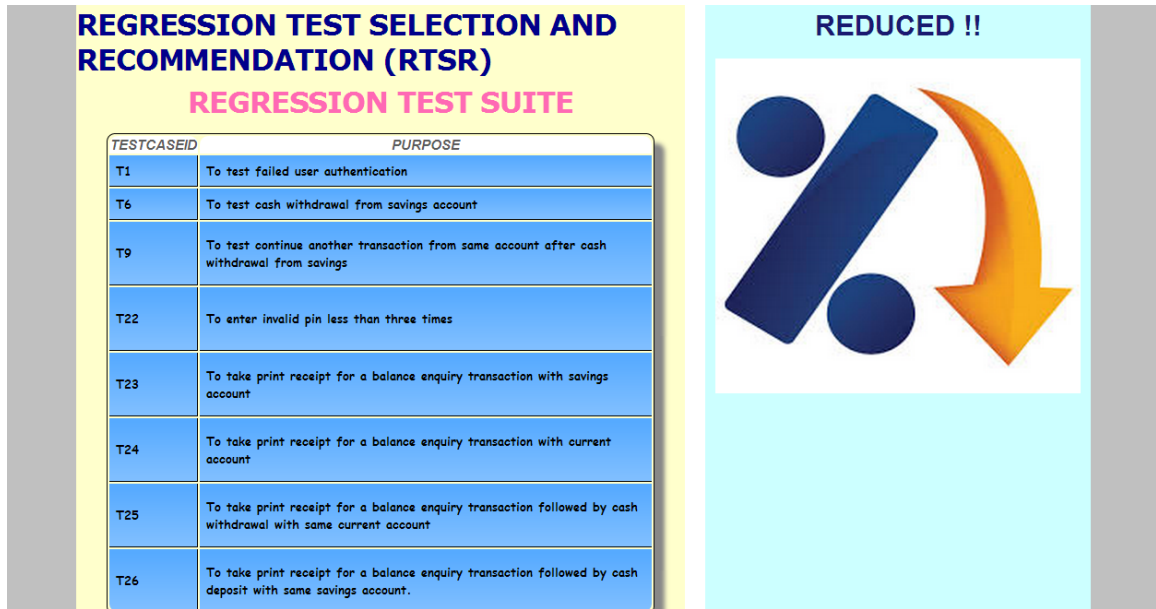 REGRESSION TEST SELECTION AND
RECOMMENDATION (RTSR)
REGRESSION TEST SUITE
TESTCASEID PURPOSE
T1 To test failed user authentication
T6 To test cash withdrawal from savings account
T9 To test continue another transaction from same account after cash
withdrawal from savings
T22 To enter invalid pin less than three times
T23 To take print receipt for a balance enquiry transaction with savings
account
T24 To take print receipt for a balance enquiry transaction with current
account
T25 To take print receipt for a balance enquiry transaction followed by cash
withdrawal with same current account
T26 To take print receipt for a balance enquiry transaction followed by cash
deposit with same savings account.
REDUCED !!